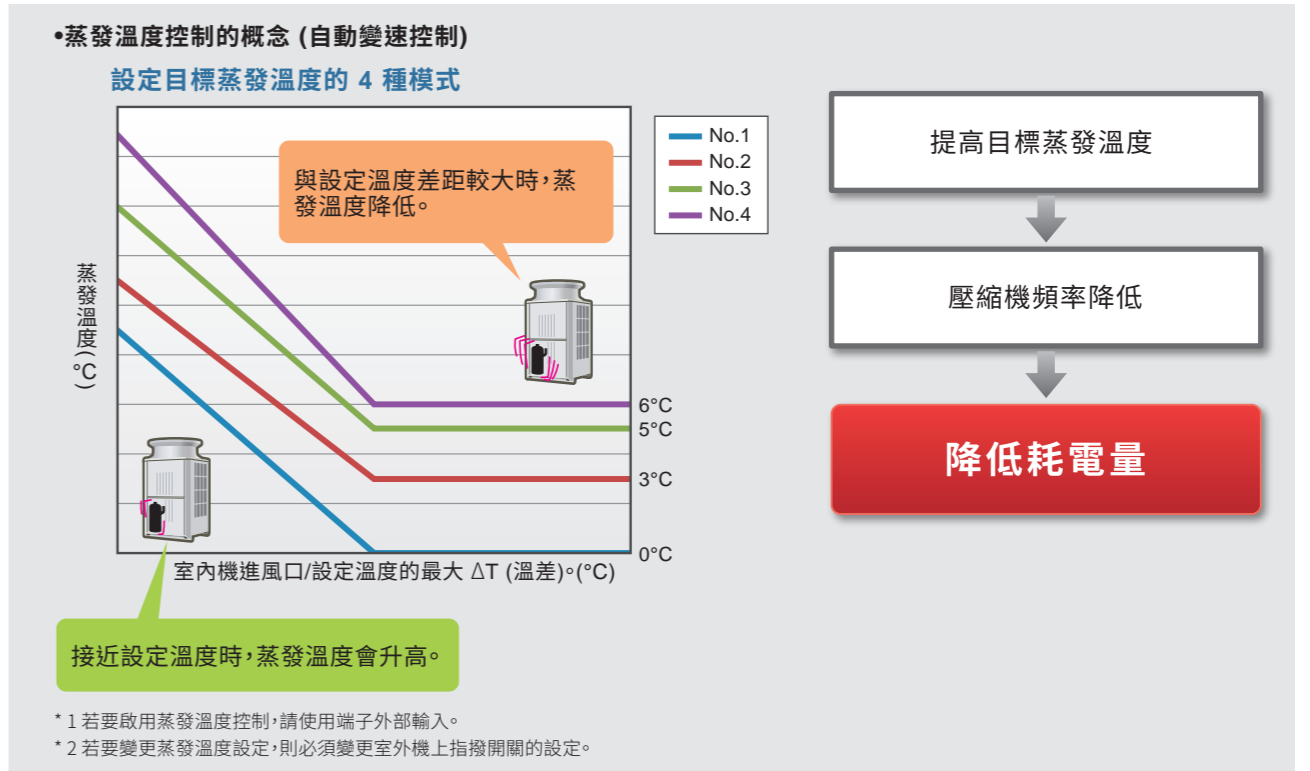 •蒸發溫度控制的概念 (自動變速控制)
設定目標蒸發溫度的 4 種模式
與設定溫度差距較大時，蒸
發溫度降低。
No.1
No.2
No.3
No.4
蒸發溫度(°C)
6°C
5°C
3°C
0°C
室內機進風口/設定溫度的最大 ΔT (溫差)。(°C)
接近設定溫度時，蒸發溫度會升高。
提高目標蒸發溫度
壓縮機頻率降低
降低耗電量
* 1 若要啟用蒸發溫度控制，請使用端子外部輸入。
* 2 若要變更蒸發溫度設定，則必須變更室外機上指撥開關的設定。